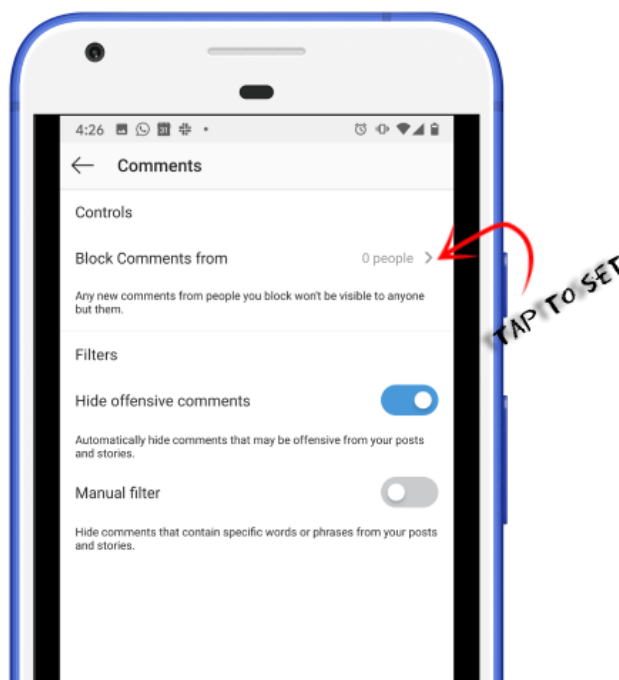 4:26
31
Comments
Controls
Block Comments from 0 people
Any new comments from people you block won't be visible to anyone
but them.
TAP TO SET
Filters
Hide offensive comments
Automatically hide comments that may be offensive from your posts
and stories.
Manual filter
Hide comments that contain specific words or phrases from your posts
and stories.